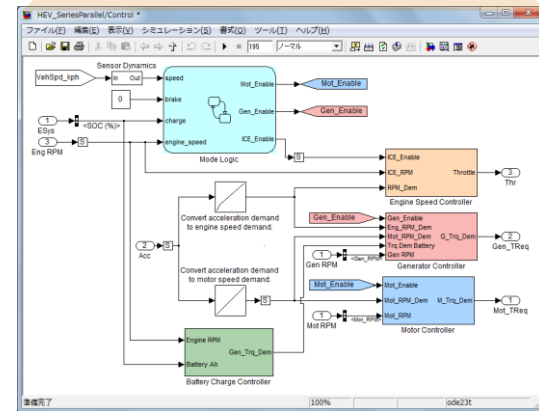 HEV_SeriesParallel/Control *
ファイル(F) 編集(E) 表示(V) シミュレーション(S) 書式(O) ツール(T) ヘルプ(H)
195 ノーマル
Sensor Dynamics
VehSpd_kph
In Out
speed
Mot_Enable
Mot_Enable
0
brake
Gen_Enable
Gen_Enable
1
ESys
<SOC (%)>
charge
ICE_Enable
3
Eng RPM
S
engine_speed
Mode Logic
S
ICE_Enable
ICE_RPM
Throttle
RPM_Dem
3
Thr
Engine Speed Controller
Convert acceleration demand
to engine speed demand.
Gen_Enable
Gen_Enable
Eng_RPM_Dem
Mot_RPM_Dem
G_Trq_Dem
Trq Dem Battery
Gen RPM
2
Gen_TReq
2
Acc
S
1
Gen RPM
<Gen_RPM>
Generator Controller
Convert acceleration demand
to motor speed demand.
S
Mot_Enable
Mot_Enable
Mot_RPM_Dem
M_Trq_Dem
Mot_RPM
1
Mot_TReq
1
Mot RPM
<Mot_RPM>
Motor Controller
Engine RPM
Gen_Trq_Dem
Battery Ah
Battery Charge Controller
準備完了
100%
ode23t